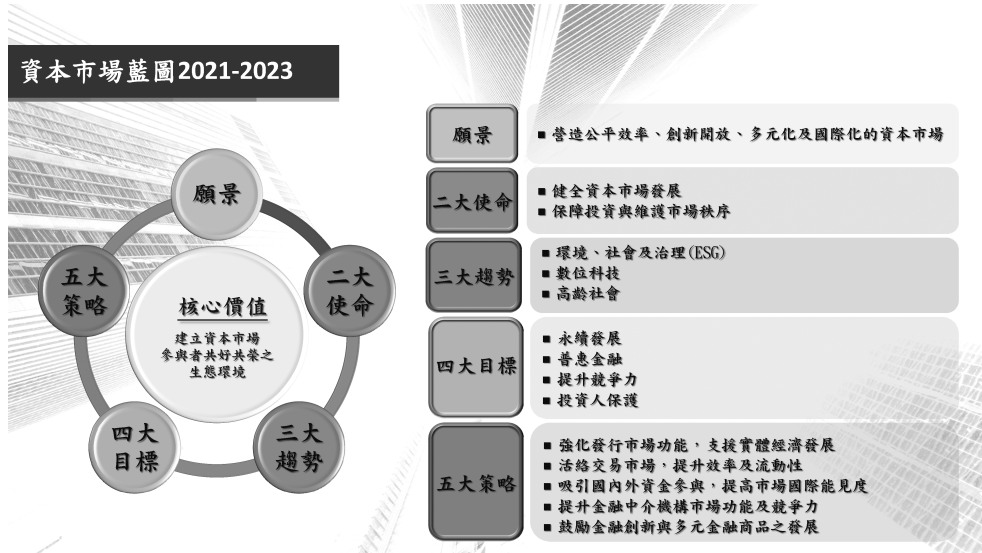 資本市場藍圖2021-2023
願景
二大
使命
三大
趨勢
四大
目標
五大
策略
核心價值
建立資本市場
參與者共好共榮之
生態環境
願景
■ 營造公平效率、創新開放、多元化及國際化的資本市場
二大使命
■ 健全資本市場發展
■ 保障投資與維護市場秩序
三大趨勢
■ 環境、社會及治理(ESG)
■ 數位科技
■ 高齡社會
四大目標
■ 永續發展
■ 普惠金融
■ 提升競爭力
■ 投資人保護
五大策略
■ 強化發行市場功能，支援實體經濟發展
■ 活絡交易市場，提升效率及流動性
■ 吸引國內外資金參與，提高市場國際能見度
■ 提升金融中介機構市場功能及競爭力
■ 鼓勵金融創新與多元金融商品之發展